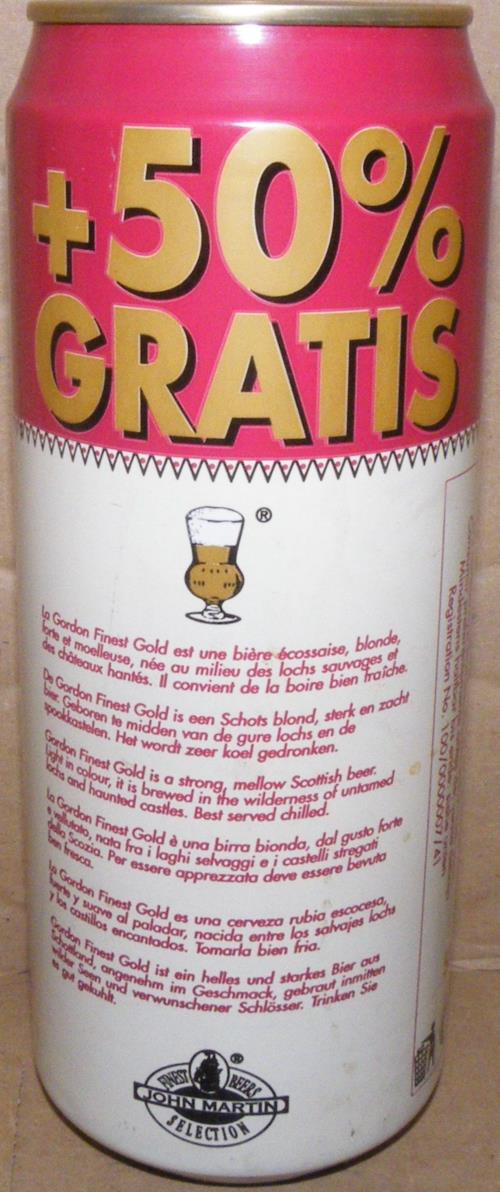 +50%
GRATIS
®
La Gordon Finest Gold est une bière écossaise, blonde,
forte et moelleuse, née au milieu des lochs sauvages et
des châteaux hantés. Il convient de la boire bien fraîche.
De Gordon Finest Gold is een Schots blond, sterk en zacht
bier. Geboren te midden van de gure lochs en de
spookkastelen. Het wordt zeer koel gedronken.
Gordon Finest Gold is a strong, mellow Scottish beer.
Light in colour, it is brewed in the wilderness of untamed
lochs and haunted castles. Best served chilled.
La Gordon Finest Gold è una birra bionda, dal gusto forte
e vellutato, nata fra i laghi selvaggi e i castelli stregati
della Scozia. Per essere apprezzata deve essere bevuta
ben fresca.
La Gordon Finest Gold es una cerveza rubia escocesa,
fuerte y suave al paladar, nacida entre los salvajes lochs
y los castillos encantados. Tomarla bien fria.
Gordon Finest Gold ist ein helles und starkes Bier aus
Schottland, angenehm im Geschmack, gebraut inmitten
wilder Seen und verwunschener Schlösser. Trinken Sie
es gut gekuhlt.
Registration No. 100/0000077A1
®
FINEST BEERS
JOHN MARTIN
SELECTION